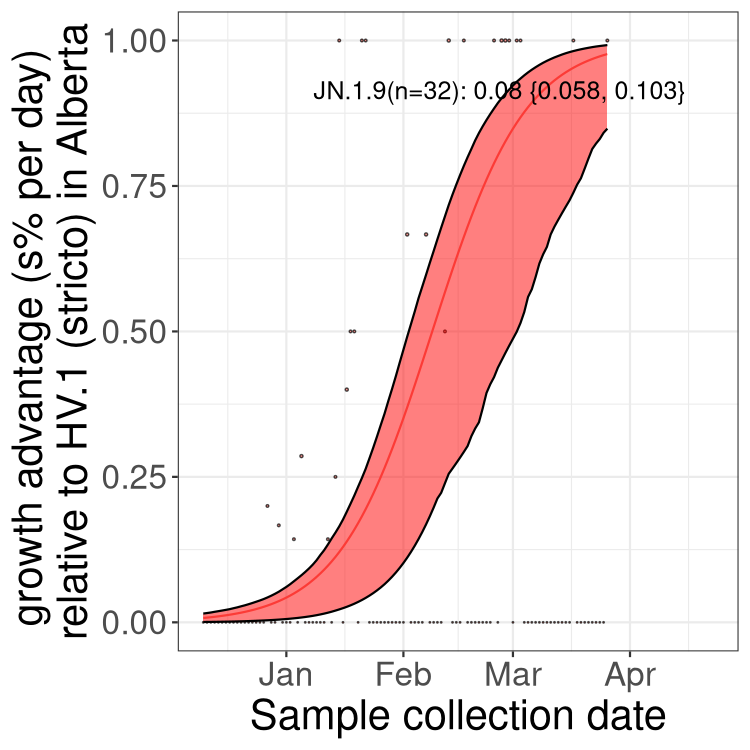 growth advantage (s% per day)
relative to HV.1 (stricto) in Alberta
1.00
0.75
0.50
0.25
0.00
JN.1.9(n=32): 0.08 {0.058, 0.103}
Jan Feb Mar Apr
Sample collection date